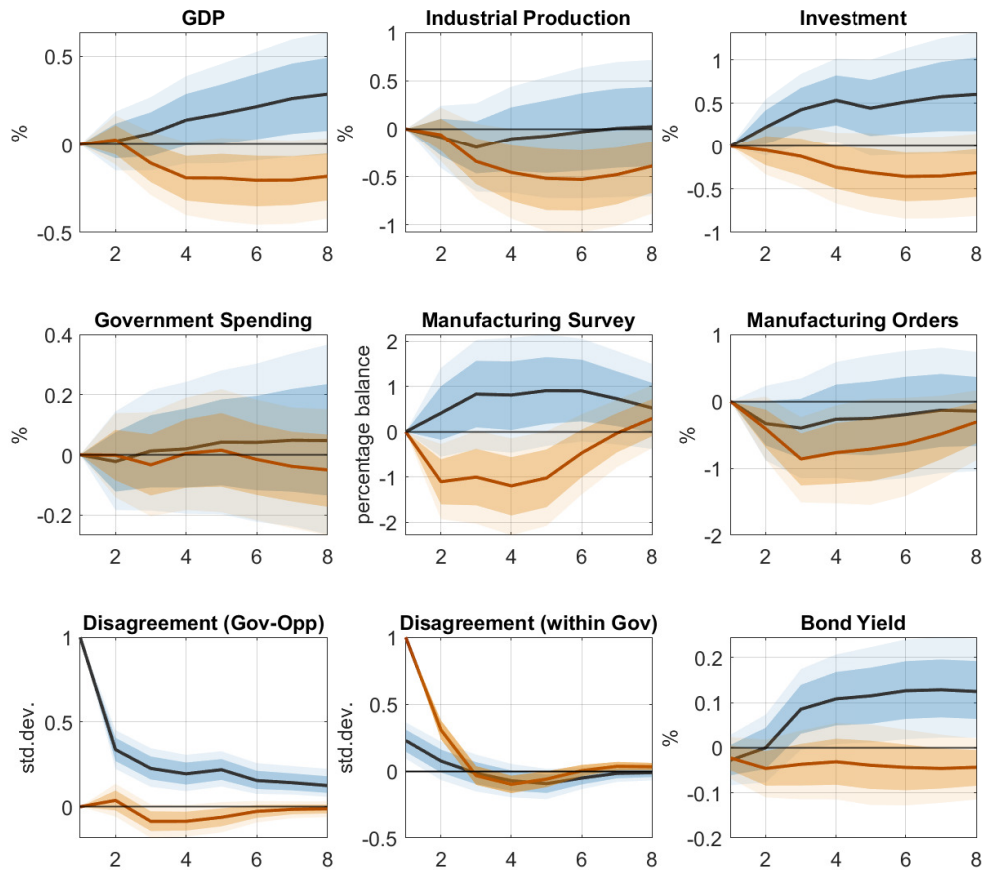 GDP
0.5
0
-0.5
%
2 4 6 8
Industrial Production
1
0.5
0
-0.5
-1
%
2 4 6 8
Investment
1
0.5
0
-0.5
-1
%
2 4 6 8
Government Spending
0.4
0.2
0
-0.2
%
2 4 6 8
Manufacturing Survey
2
1
0
-1
-2
percentage balance
2 4 6 8
Manufacturing Orders
1
0
-1
-2
%
2 4 6 8
Disagreement (Gov-Opp)
1
0.5
0
std.dev.
2 4 6 8
Disagreement (within Gov)
1
0.5
0
-0.5
std.dev.
2 4 6 8
Bond Yield
0.2
0.1
0
-0.1
-0.2
%
2 4 6 8